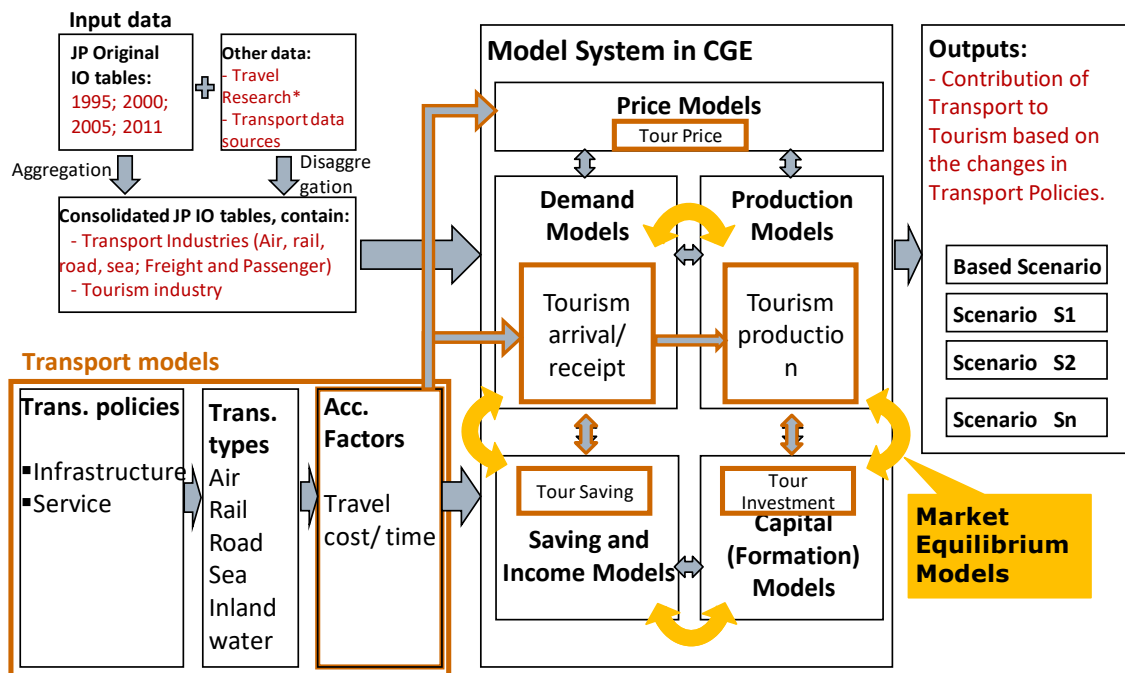 Input data
JP Original
IO tables:
1995; 2000;
2005; 2011
Other data:
- Travel
Research*
- Transport data
sources
Aggregation
Disaggre
gation
Consolidated JP IO tables, contain:
- Transport Industries (Air, rail,
road, sea; Freight and Passenger)
- Tourism industry
Transport models
Trans. policies
▪Infrastructure
▪Service
Trans.
types
Air
Rail
Road
Sea
Inland
water
Acc.
Factors
Travel
cost/ time
Model System in CGE
Price Models
Tour Price
Demand
Models
Tourism
arrival/
receipt
Production
Models
Tourism
productio
n
Tour Saving
Saving and
Income Models
Tour
Investment
Capital
(Formation)
Models
Market
Equilibrium
Models
Outputs:
- Contribution of
Transport to
Tourism based on
the changes in
Transport Policies.
Based Scenario
Scenario S1
Scenario S2
Scenario Sn